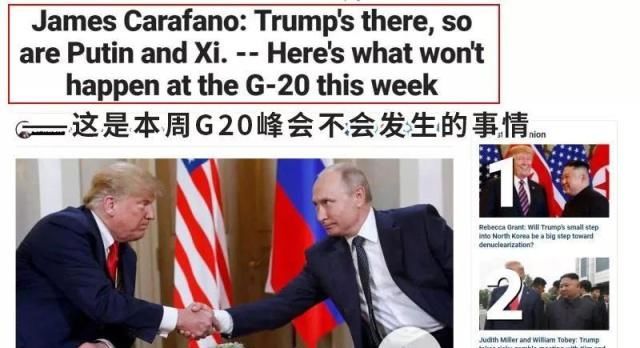 James Carafano: Trump's there, so
are Putin and Xi. -- Here's what won't
happen at the G-20 this week
这是本周G20峰会不会发生的事情
nion
1
Rebecca Grant: Will Trump's small step
into North Korea be a big step toward
denuclearization?
2
Judith Miller and William Tobey: Trump